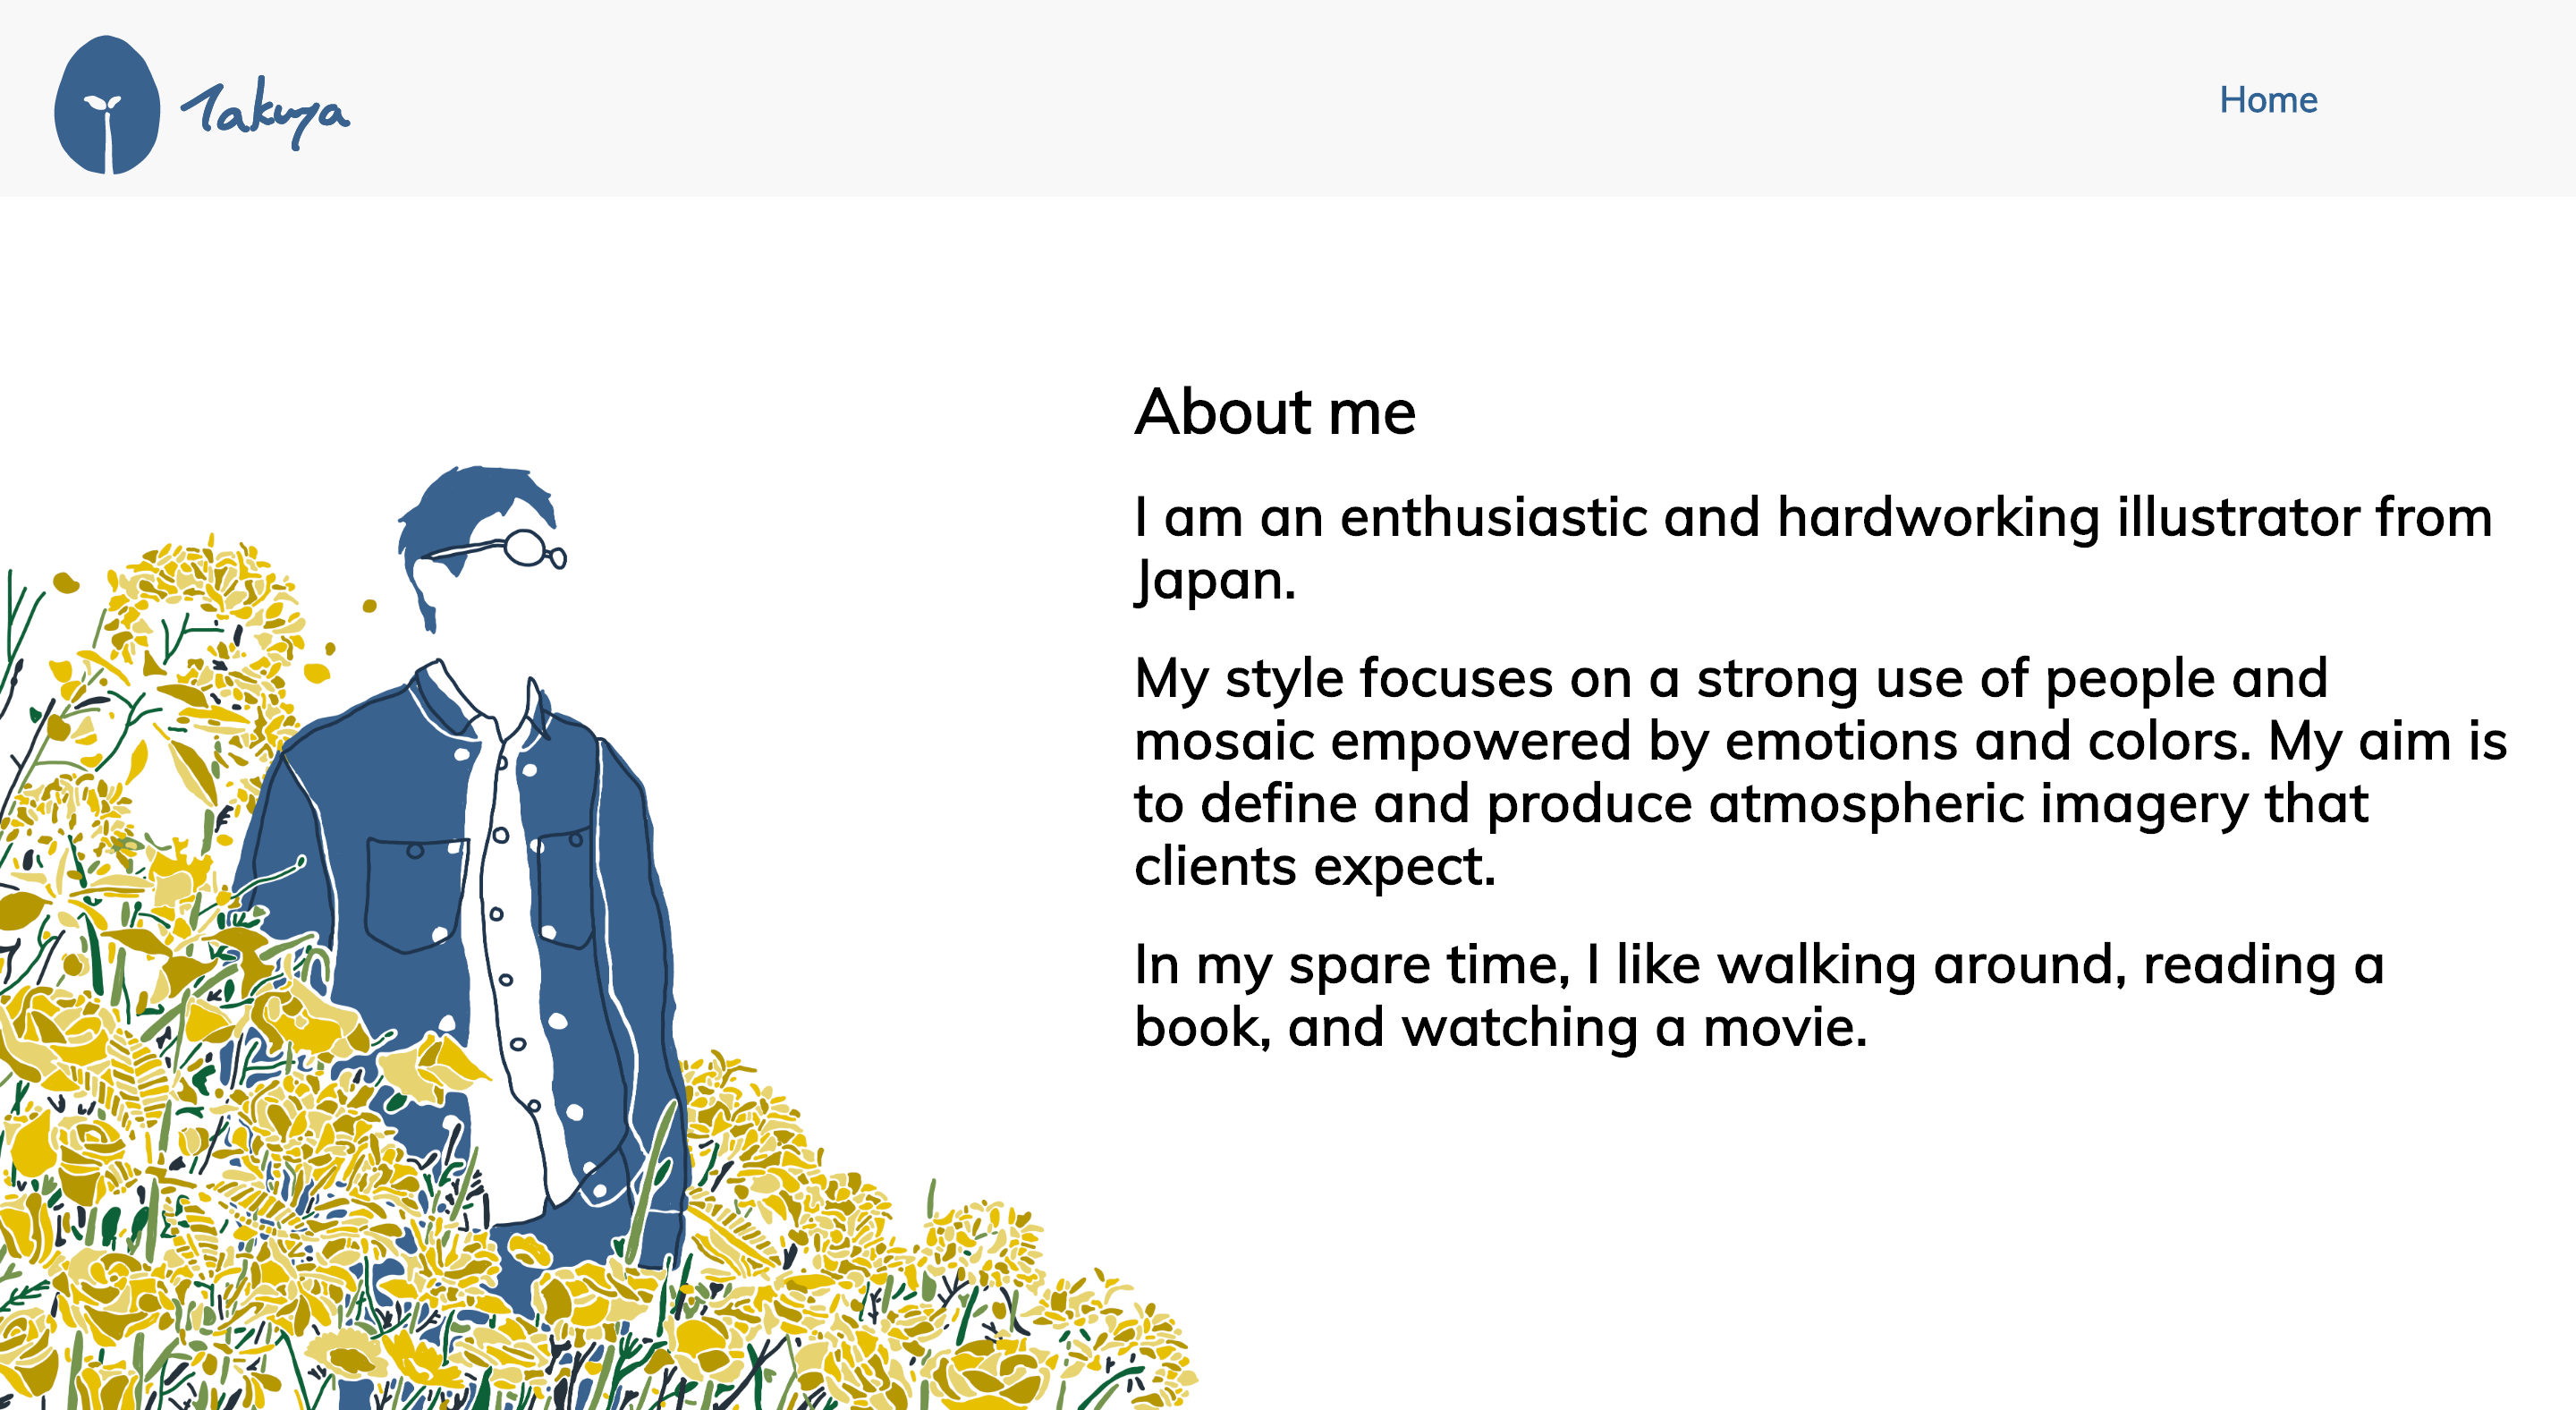 Takuya
Home
About me
I am an enthusiastic and hardworking illustrator from
Japan.
My style focuses on a strong use of people and
mosaic empowered by emotions and colors. My aim is
to define and produce atmospheric imagery that
clients expect.
In my spare time, I like walking around, reading a
book, and watching a movie.